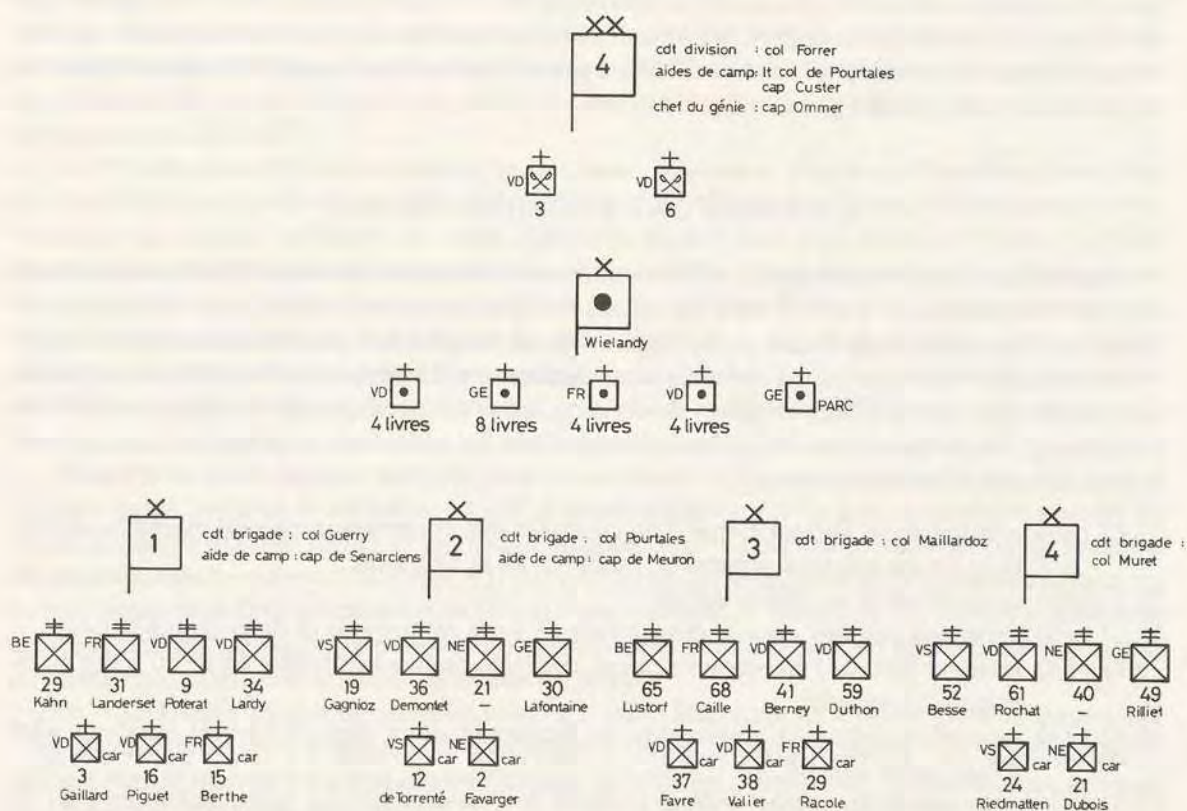 4
cdt division : col Forrer
aides de camp: lt col de Pourtales
cap Custer
chef du génie : cap Ommer
VD VD
3 6
Wielandy
VD GE FR VD GE PARC
4 livres 8 livres 4 livres 4 livres
1
cdt brigade : col Guerry
aide de camp : cap de Senarciens
2
cdt brigade : col Pourtales
aide de camp : cap de Meuron
3
cdt brigade : col Maillardoz
4
cdt brigade :
col Muret
BE FR VD VD VS VD NE GE BE FR VD VD VS VD NE GE
29 31 9 34 19 36 21 30 65 68 41 59 52 61 40 49
Kahn Landerset Poterat Lardy Gagnioz Demontet – Lafontaine Lustorf Caille Berney Duthon Besse Rochat – Rilliet
VD car VD car FR car VS car NE car VD car VD car FR car VS car NE car
3 16 15 12 2 37 38 29 24 21
Gaillard Piguet Berthe de Torrenté Favarger Favre Valier Racole Riedmatten Dubois